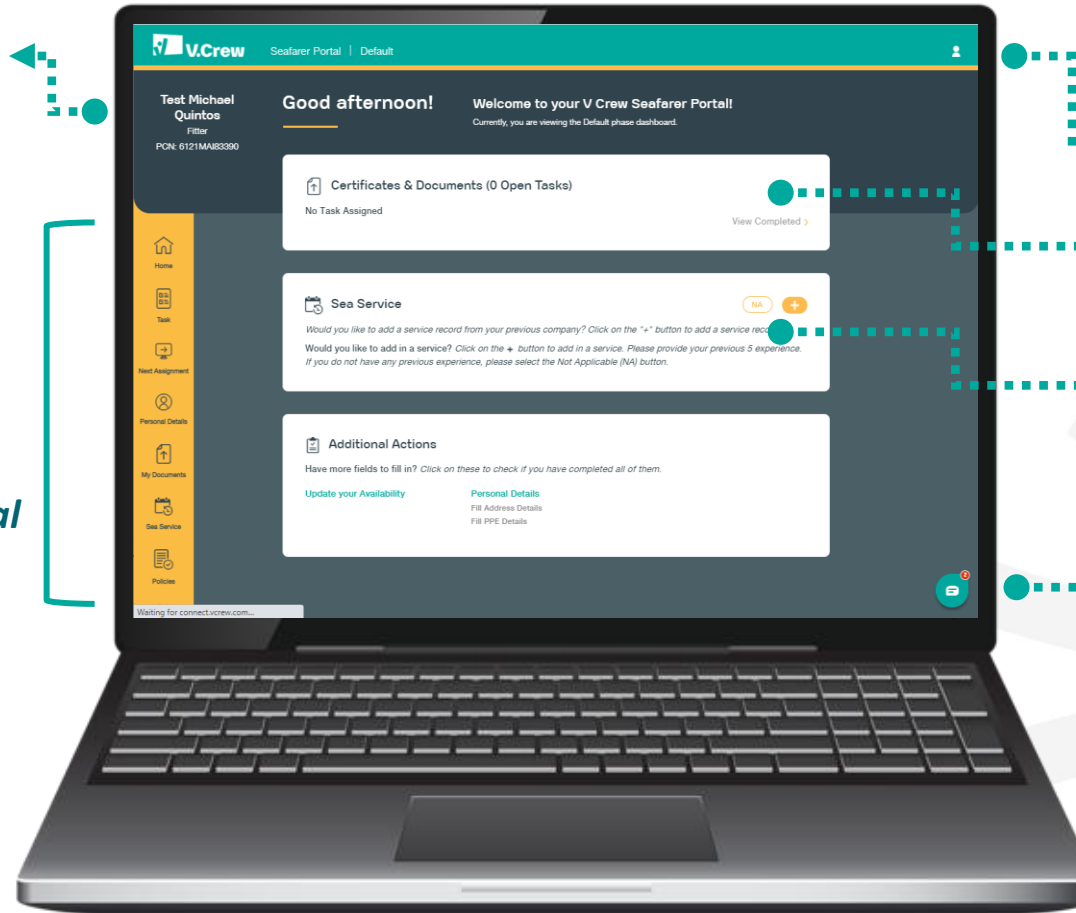 V.Crew
Seafarer Portal | Default
Test Michael
Quintos
Fitter
PCN: 6121MAI83390
Good afternoon!
Welcome to your V Crew Seafarer Portal!
Currently, you are viewing the Default phase dashboard.
Certificates & Documents (0 Open Tasks)
No Task Assigned
View Completed >
Home
Task
Next Assignment
Personal Details
My Documents
Sea Service
Policies
Sea Service
NA +
Would you like to add a service record from your previous company? Click on the "+" button to add a service rec
Would you like to add in a service? Click on the + button to add in a service. Please provide your previous 5 experience.
If you do not have any previous experience, please select the Not Applicable (NA) button.
Additional Actions
Have more fields to fill in? Click on these to check if you have completed all of them.
Update your Availability
Personal Details
Fill Address Details
Fill PPE Details
al
2
Waiting for connect.vcrew.com...